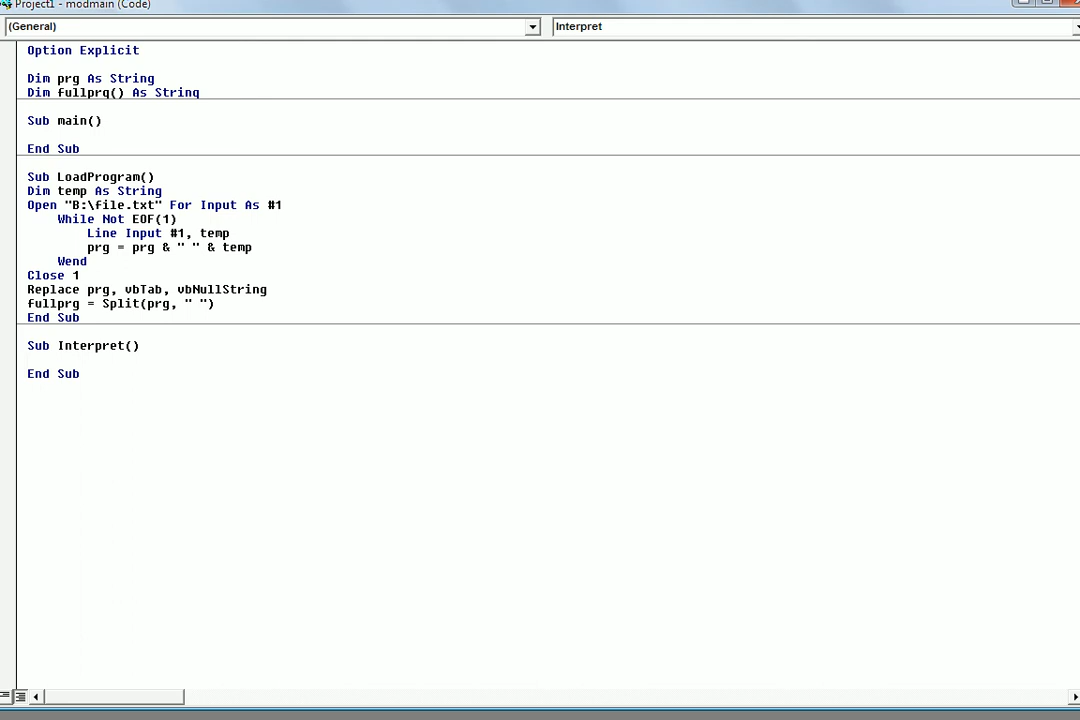 Project1 - modmain (Code)
(General) Interpret
Option Explicit
Dim prg As String
Dim fullprg() As String
Sub main()
End Sub
Sub LoadProgram()
Dim temp As String
Open "B:\file.txt" For Input As #1
While Not EOF(1)
Line Input #1, temp
prg = prg & " " & temp
Wend
Close 1
Replace prg, vbTab, vbNullString
fullprg = Split(prg, " ")
End Sub
Sub Interpret()
End Sub